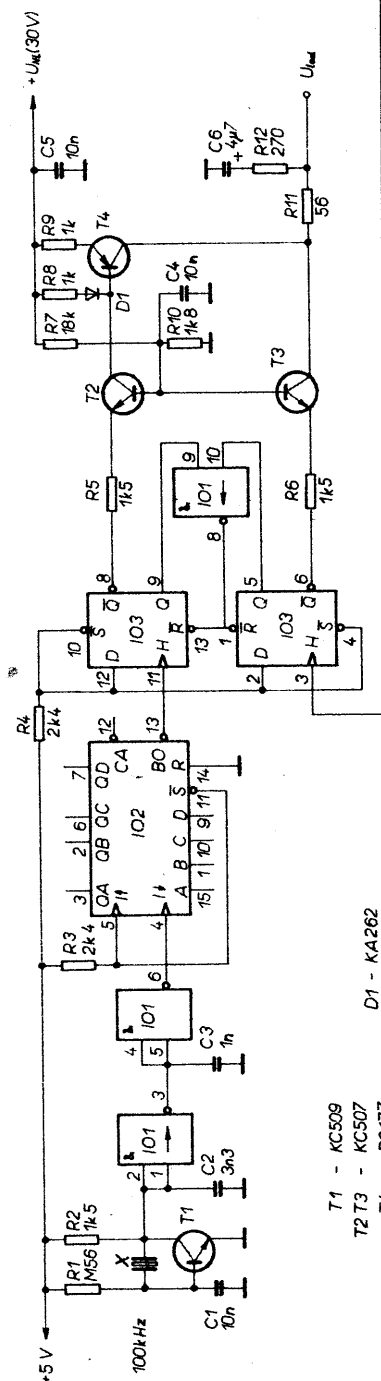 +5 V
R1
M56
R2
1k5
X
100kHz
T1
C1
10n
C2
3n3
2
1
IO1
3
C3
1n
4
5
IO1
6
R3
2k4
R4
2k4
3
2
6
7
QA
QB
QC
QD
5
4
IO2
CA
12
BO
13
A
B
C
D
S
R
15
1
10
9
11
14
10
S
12
D
11
H
IO3
Q
8
Q
9
R
13
1
R
2
D
3
H
IO3
Q
5
Q
6
S
4
IO1
9
10
8
R5
1k5
R6
1k5
T2
T3
R7
18k
R8
1k
R9
1k
D1
T4
C5
10n
+UNL(30V)
C4
10n
R10
1k8
C6
+ 4μ7
R12
270
R11
56
Ulad
T1 - KC509
T2 T3 - KC507
D1 - KA262